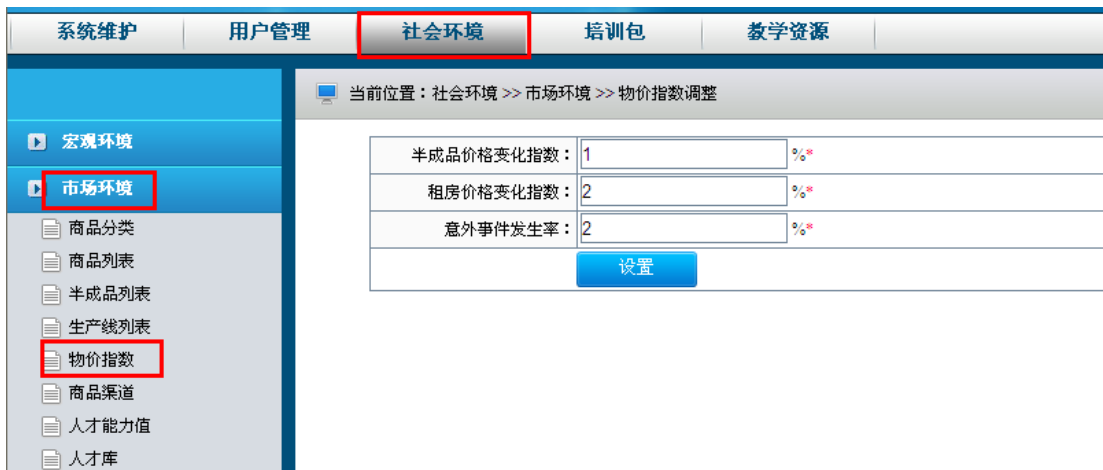 系统维护 用户管理 社会环境 培训包 教学资源
当前位置：社会环境 >> 市场环境 >> 物价指数调整
宏观环境
市场环境
商品分类
商品列表
半成品列表
生产线列表
物价指数
商品渠道
人才能力值
人才库
半成品价格变化指数： 1 %*
租房价格变化指数： 2 %*
意外事件发生率： 2 %*
设置